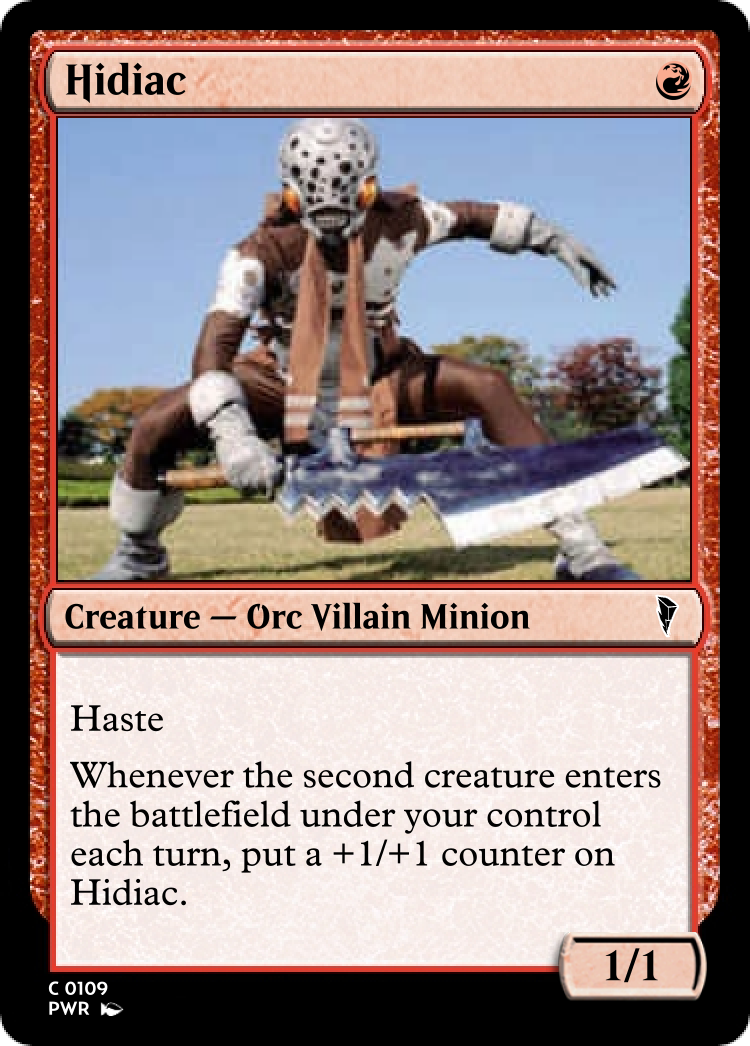 Hidiac
Creature — Orc Villain Minion
Haste
Whenever the second creature enters
the battlefield under your control
each turn, put a +1/+1 counter on
Hidiac.
1/1
C 0109
PWR